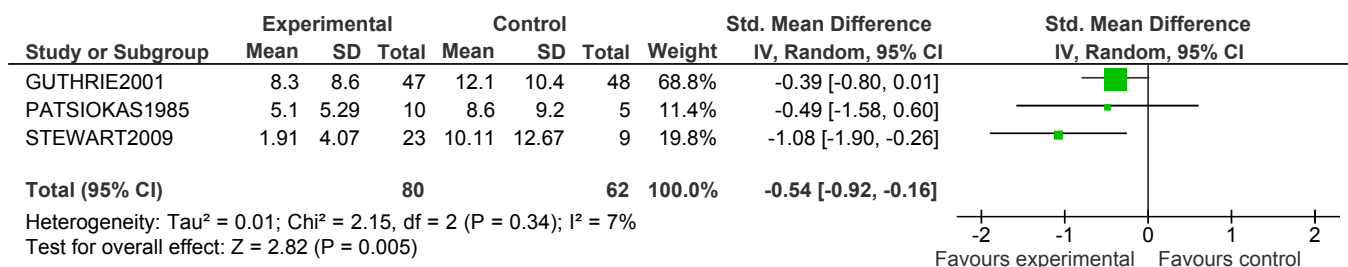 Experimental Control Std. Mean Difference Std. Mean Difference
Study or Subgroup Mean SD Total Mean SD Total Weight IV, Random, 95% CI IV, Random, 95% CI
GUTHRIE2001 8.3 8.6 47 12.1 10.4 48 68.8% -0.39 [-0.80, 0.01]
PATSIOKAS1985 5.1 5.29 10 8.6 9.2 5 11.4% -0.49 [-1.58, 0.60]
STEWART2009 1.91 4.07 23 10.11 12.67 9 19.8% -1.08 [-1.90, -0.26]
Total (95% CI) 80 62 100.0% -0.54 [-0.92, -0.16]
Heterogeneity: Tau² = 0.01; Chi² = 2.15, df = 2 (P = 0.34); I² = 7%
Test for overall effect: Z = 2.82 (P = 0.005)
-2 -1 0 1 2
Favours experimental Favours control